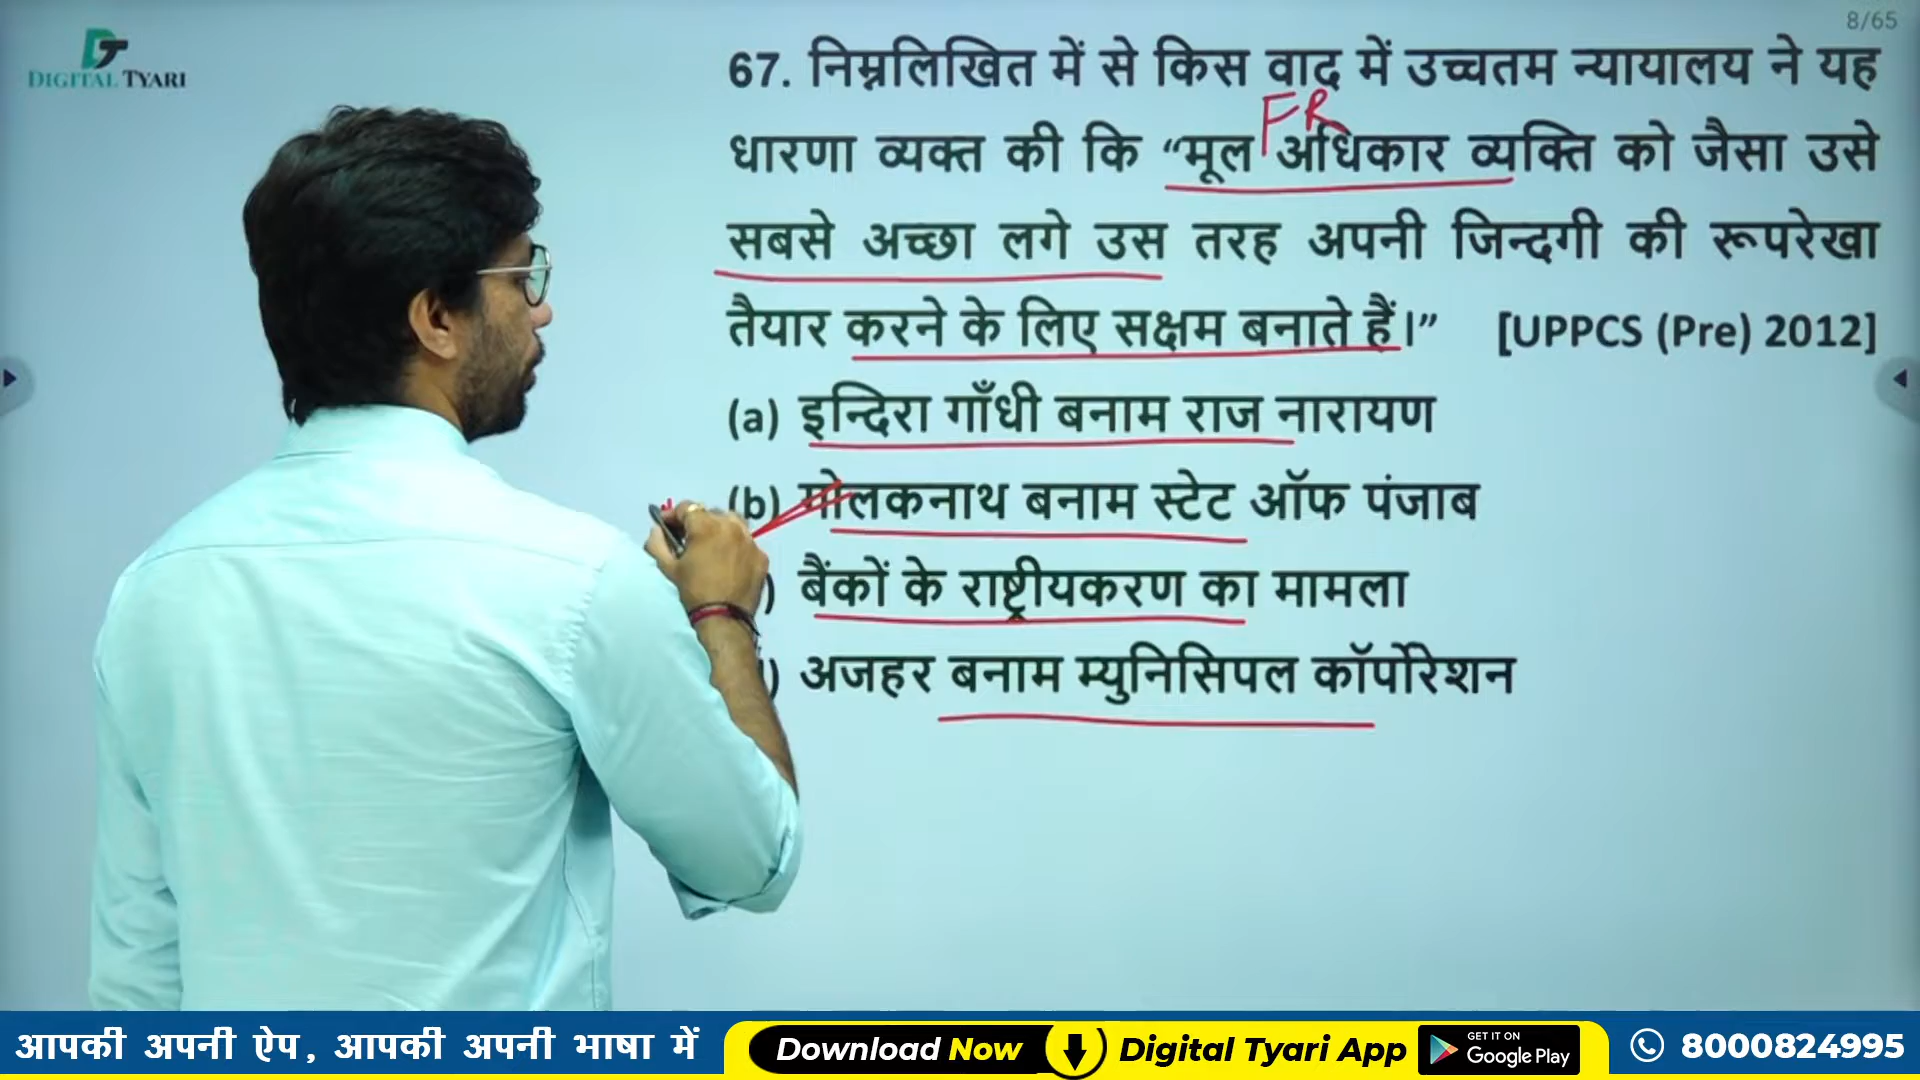 8/65
DT
DIGITAL TYARI
67. निम्नलिखित में से किस वाद में उच्चतम न्यायालय ने यह
FR
धारणा व्यक्त की कि “मूल अधिकार व्यक्ति को जैसा उसे
सबसे अच्छा लगे उस तरह अपनी जिन्दगी की रूपरेखा
तैयार करने के लिए सक्षम बनाते हैं।” [UPPCS (Pre) 2012]
(a) इन्दिरा गाँधी बनाम राज नारायण
(b) गोलकनाथ बनाम स्टेट ऑफ पंजाब
) बैंकों के राष्ट्रीयकरण का मामला
) अजहर बनाम म्युनिसिपल कॉर्पोरेशन
आपकी अपनी ऐप, आपकी अपनी भाषा में Download Now Digital Tyari App GET IT ON Google Play 8000824995